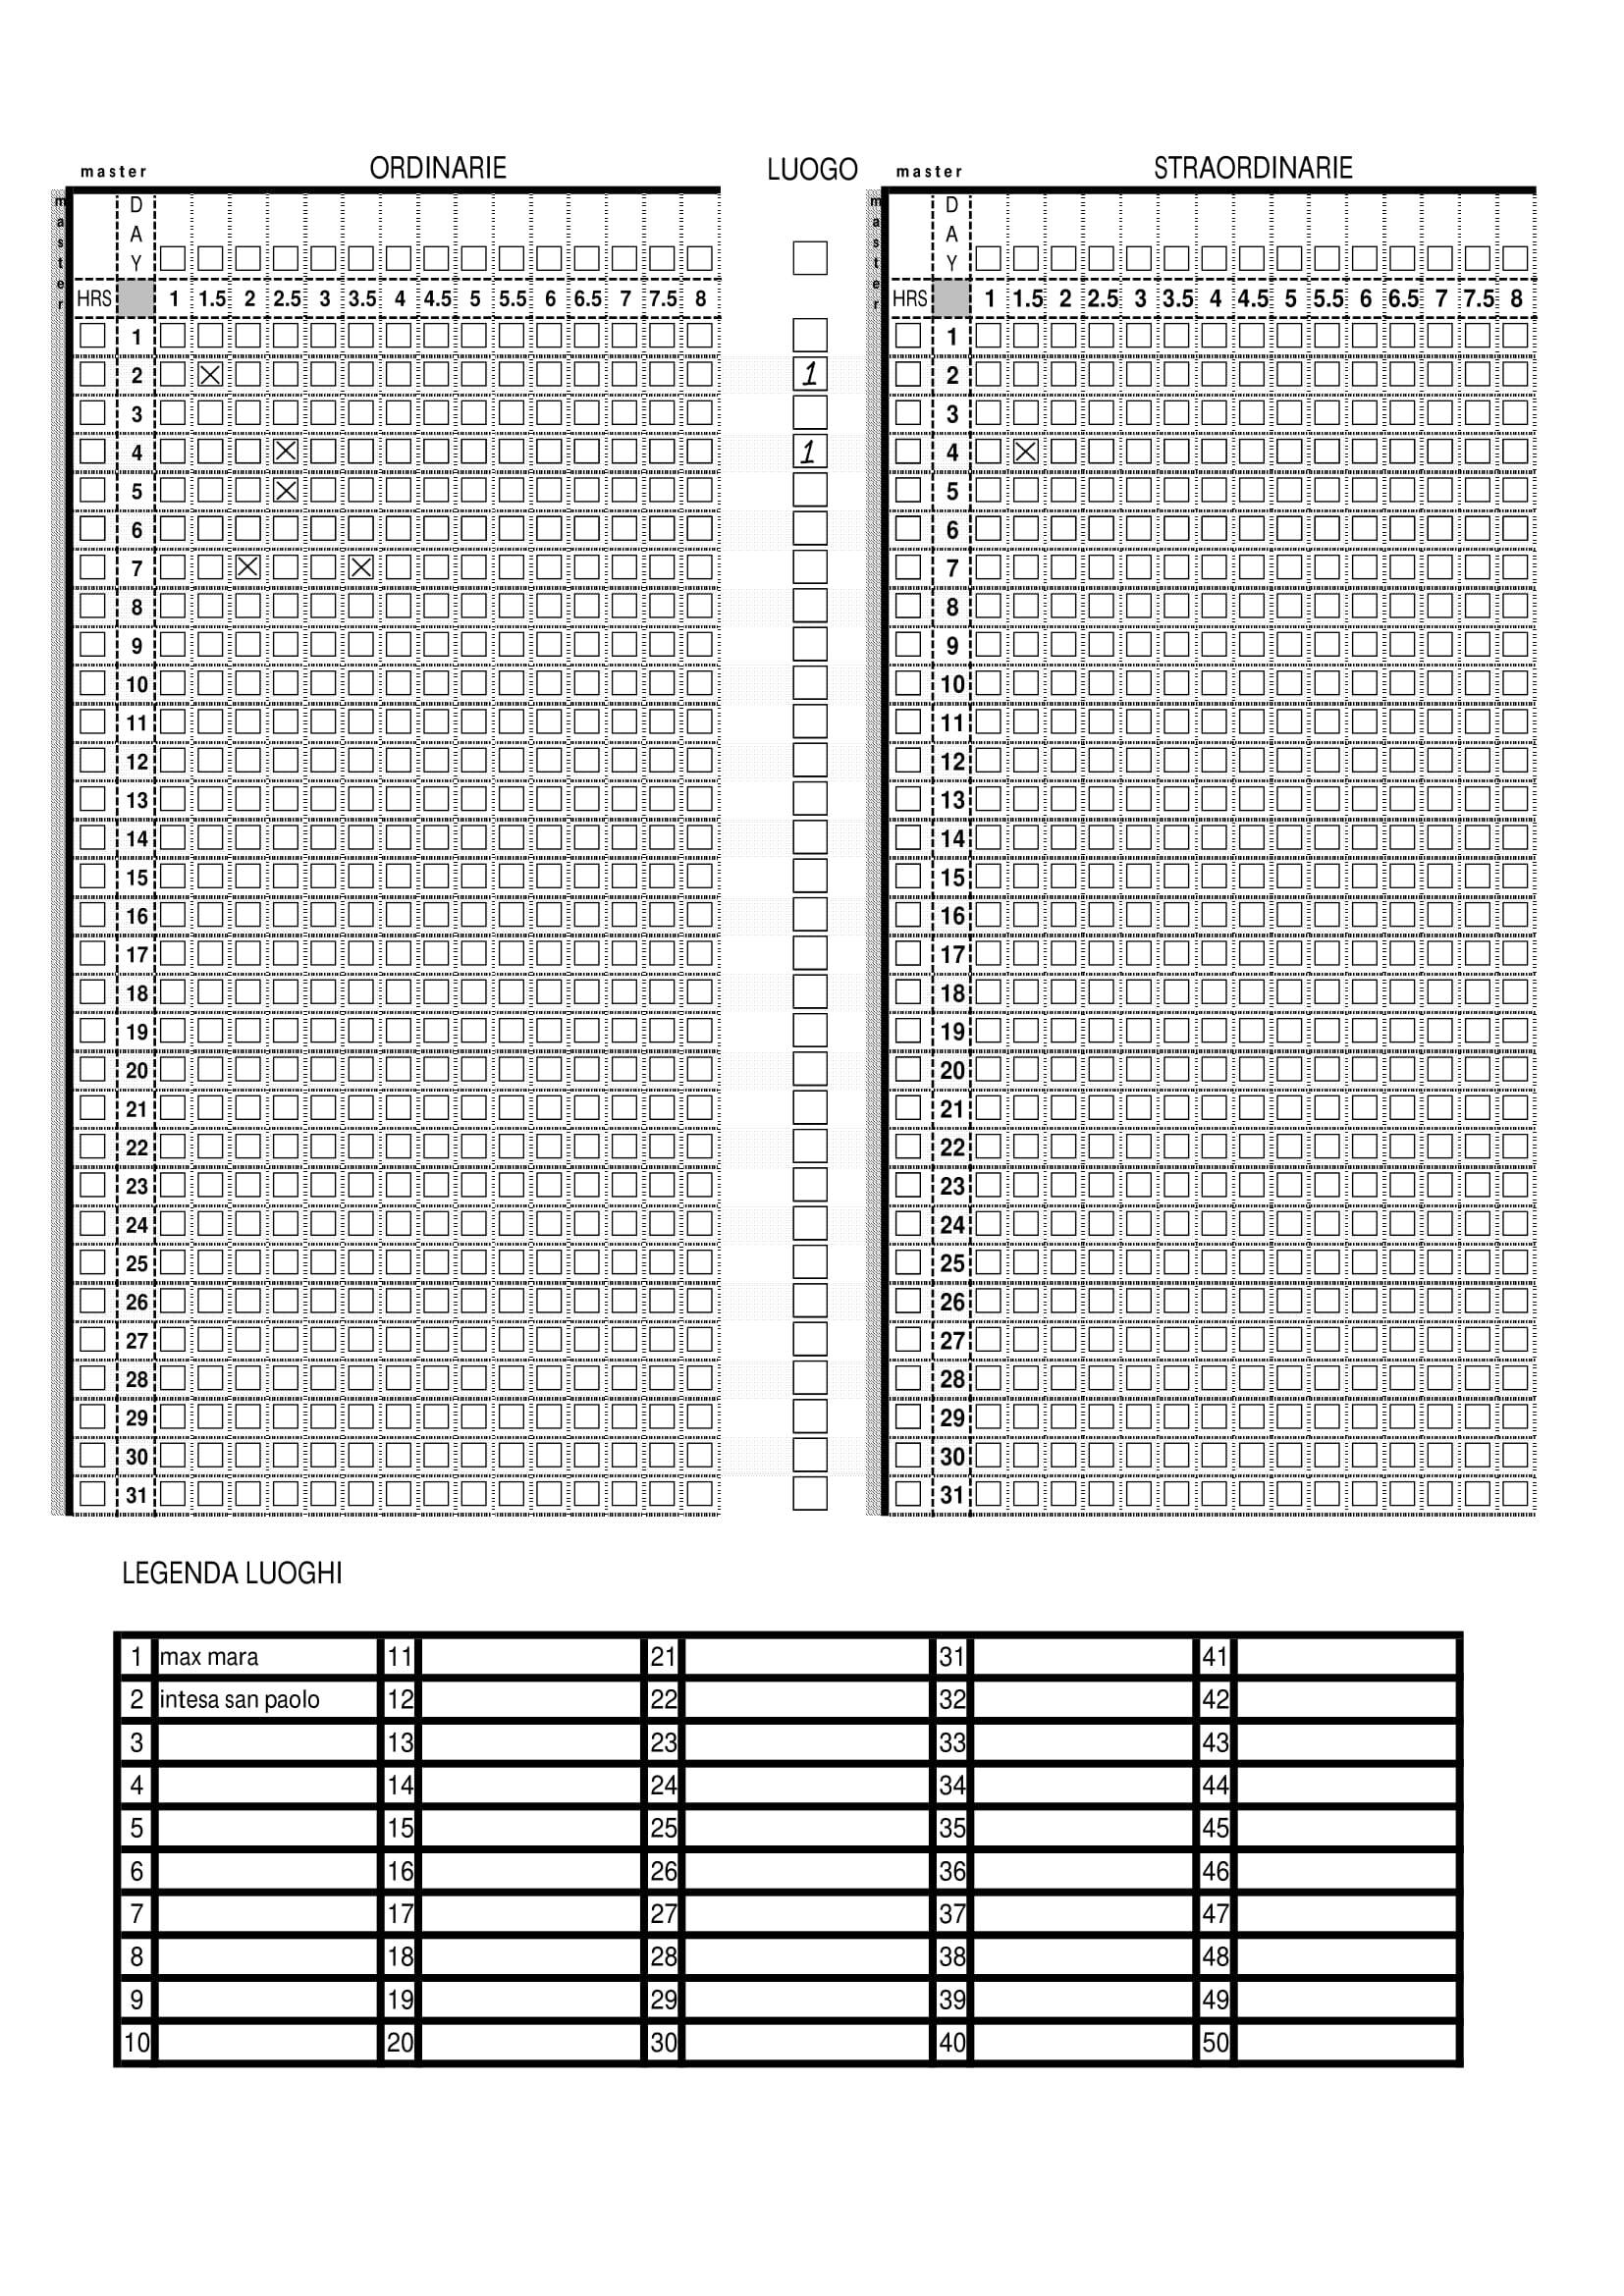 master ORDINARIE LUOGO master STRAORDINARIE
master
master
DAY DAY
HRS 1 1.5 2 2.5 3 3.5 4 4.5 5 5.5 6 6.5 7 7.5 8 HRS 1 1.5 2 2.5 3 3.5 4 4.5 5 5.5 6 6.5 7 7.5 8
1 1
2 1 2
3 3
4 1 4
5 5
6 6
7 7
8 8
9 9
10 10
11 11
12 12
13 13
14 14
15 15
16 16
17 17
18 18
19 19
20 20
21 21
22 22
23 23
24 24
25 25
26 26
27 27
28 28
29 29
30 30
31 31
LEGENDA LUOGHI
1 max mara 11 21 31 41
2 intesa san paolo 12 22 32 42
3 13 23 33 43
4 14 24 34 44
5 15 25 35 45
6 16 26 36 46
7 17 27 37 47
8 18 28 38 48
9 19 29 39 49
10 20 30 40 50